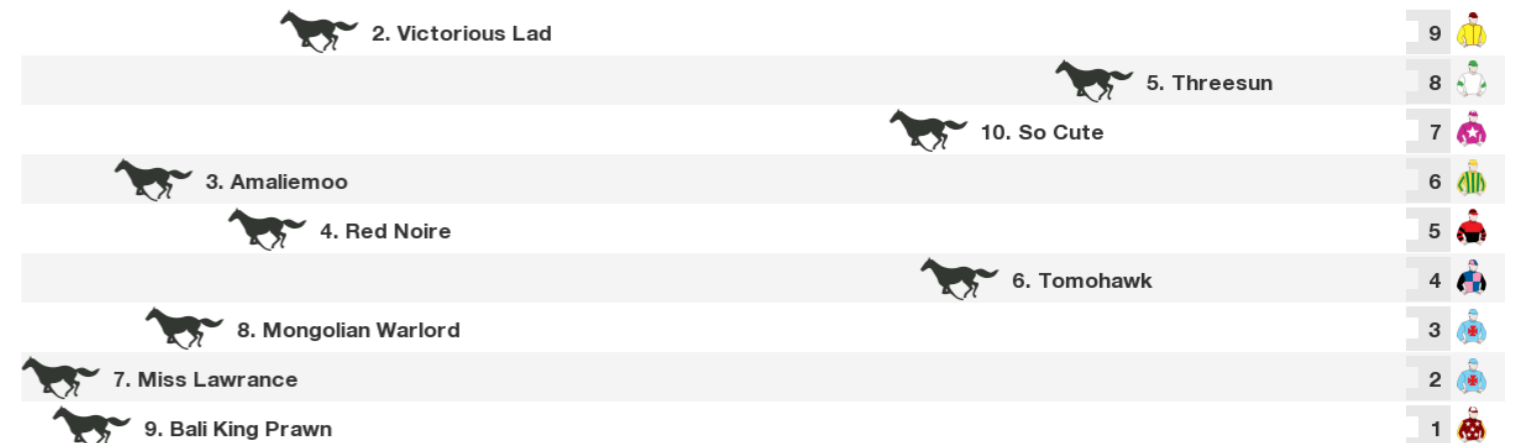 2. Victorious Lad 9
5. Threesun 8
10. So Cute 7
3. Amaliemoo 6
4. Red Noire 5
6. Tomohawk 4
8. Mongolian Warlord 3
7. Miss Lawrance 2
9. Bali King Prawn 1